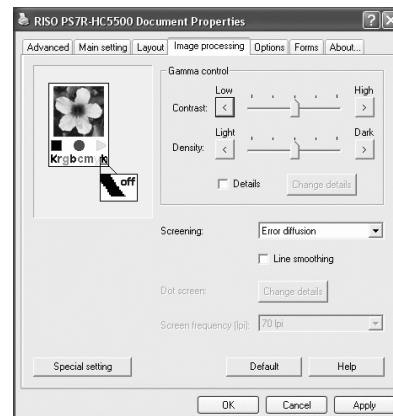 RISO PS7R-HC5500 Document Properties
Advanced Main setting Layout Image processing Options Forms About...
Gamma control
Low High
Contrast: < >
Light Dark
Density: < >
Details Change details
off
Krgbcm k
Screening: Error diffusion
Line smoothing
Dot screen: Change details
Screen frequency (lpi): 70 lpi
Special setting Default Help
OK Cancel Apply